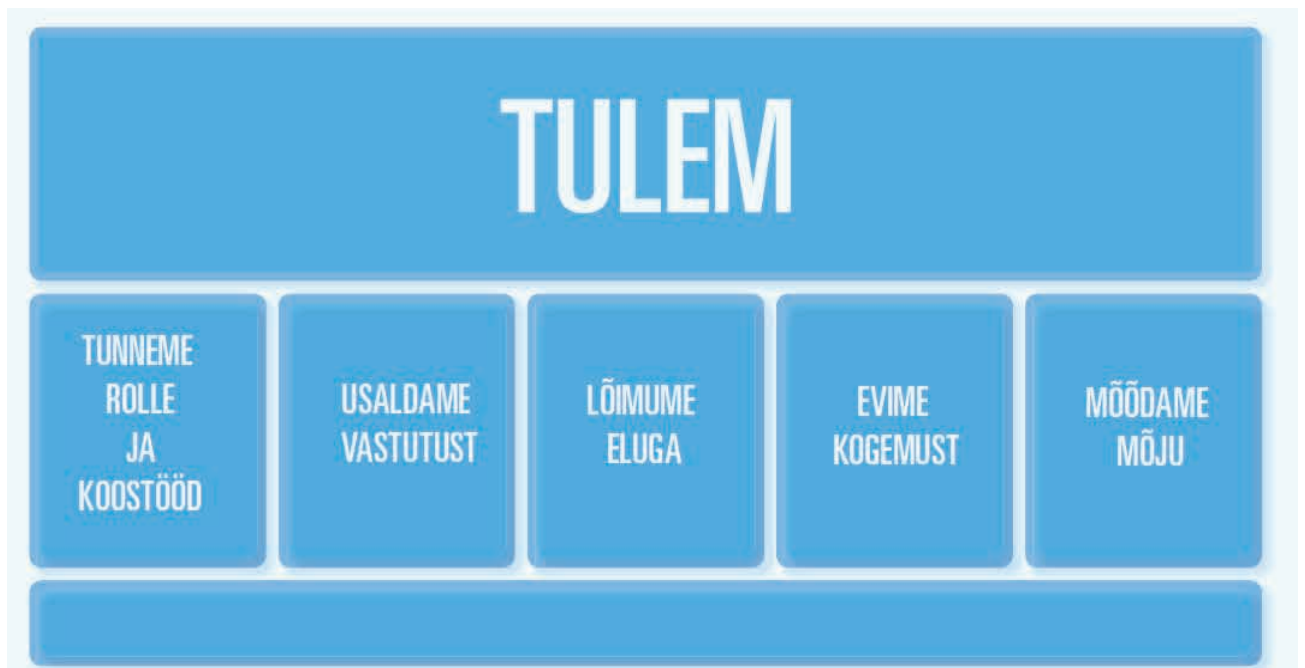 TULEM
TUNNEME
ROLLE
JA
KOOSTÖÖD
USALDAME
VASTUTUST
LÕIMUME
ELUGA
EVIME
KOGEMUST
MÕÕDAME
MÕJU